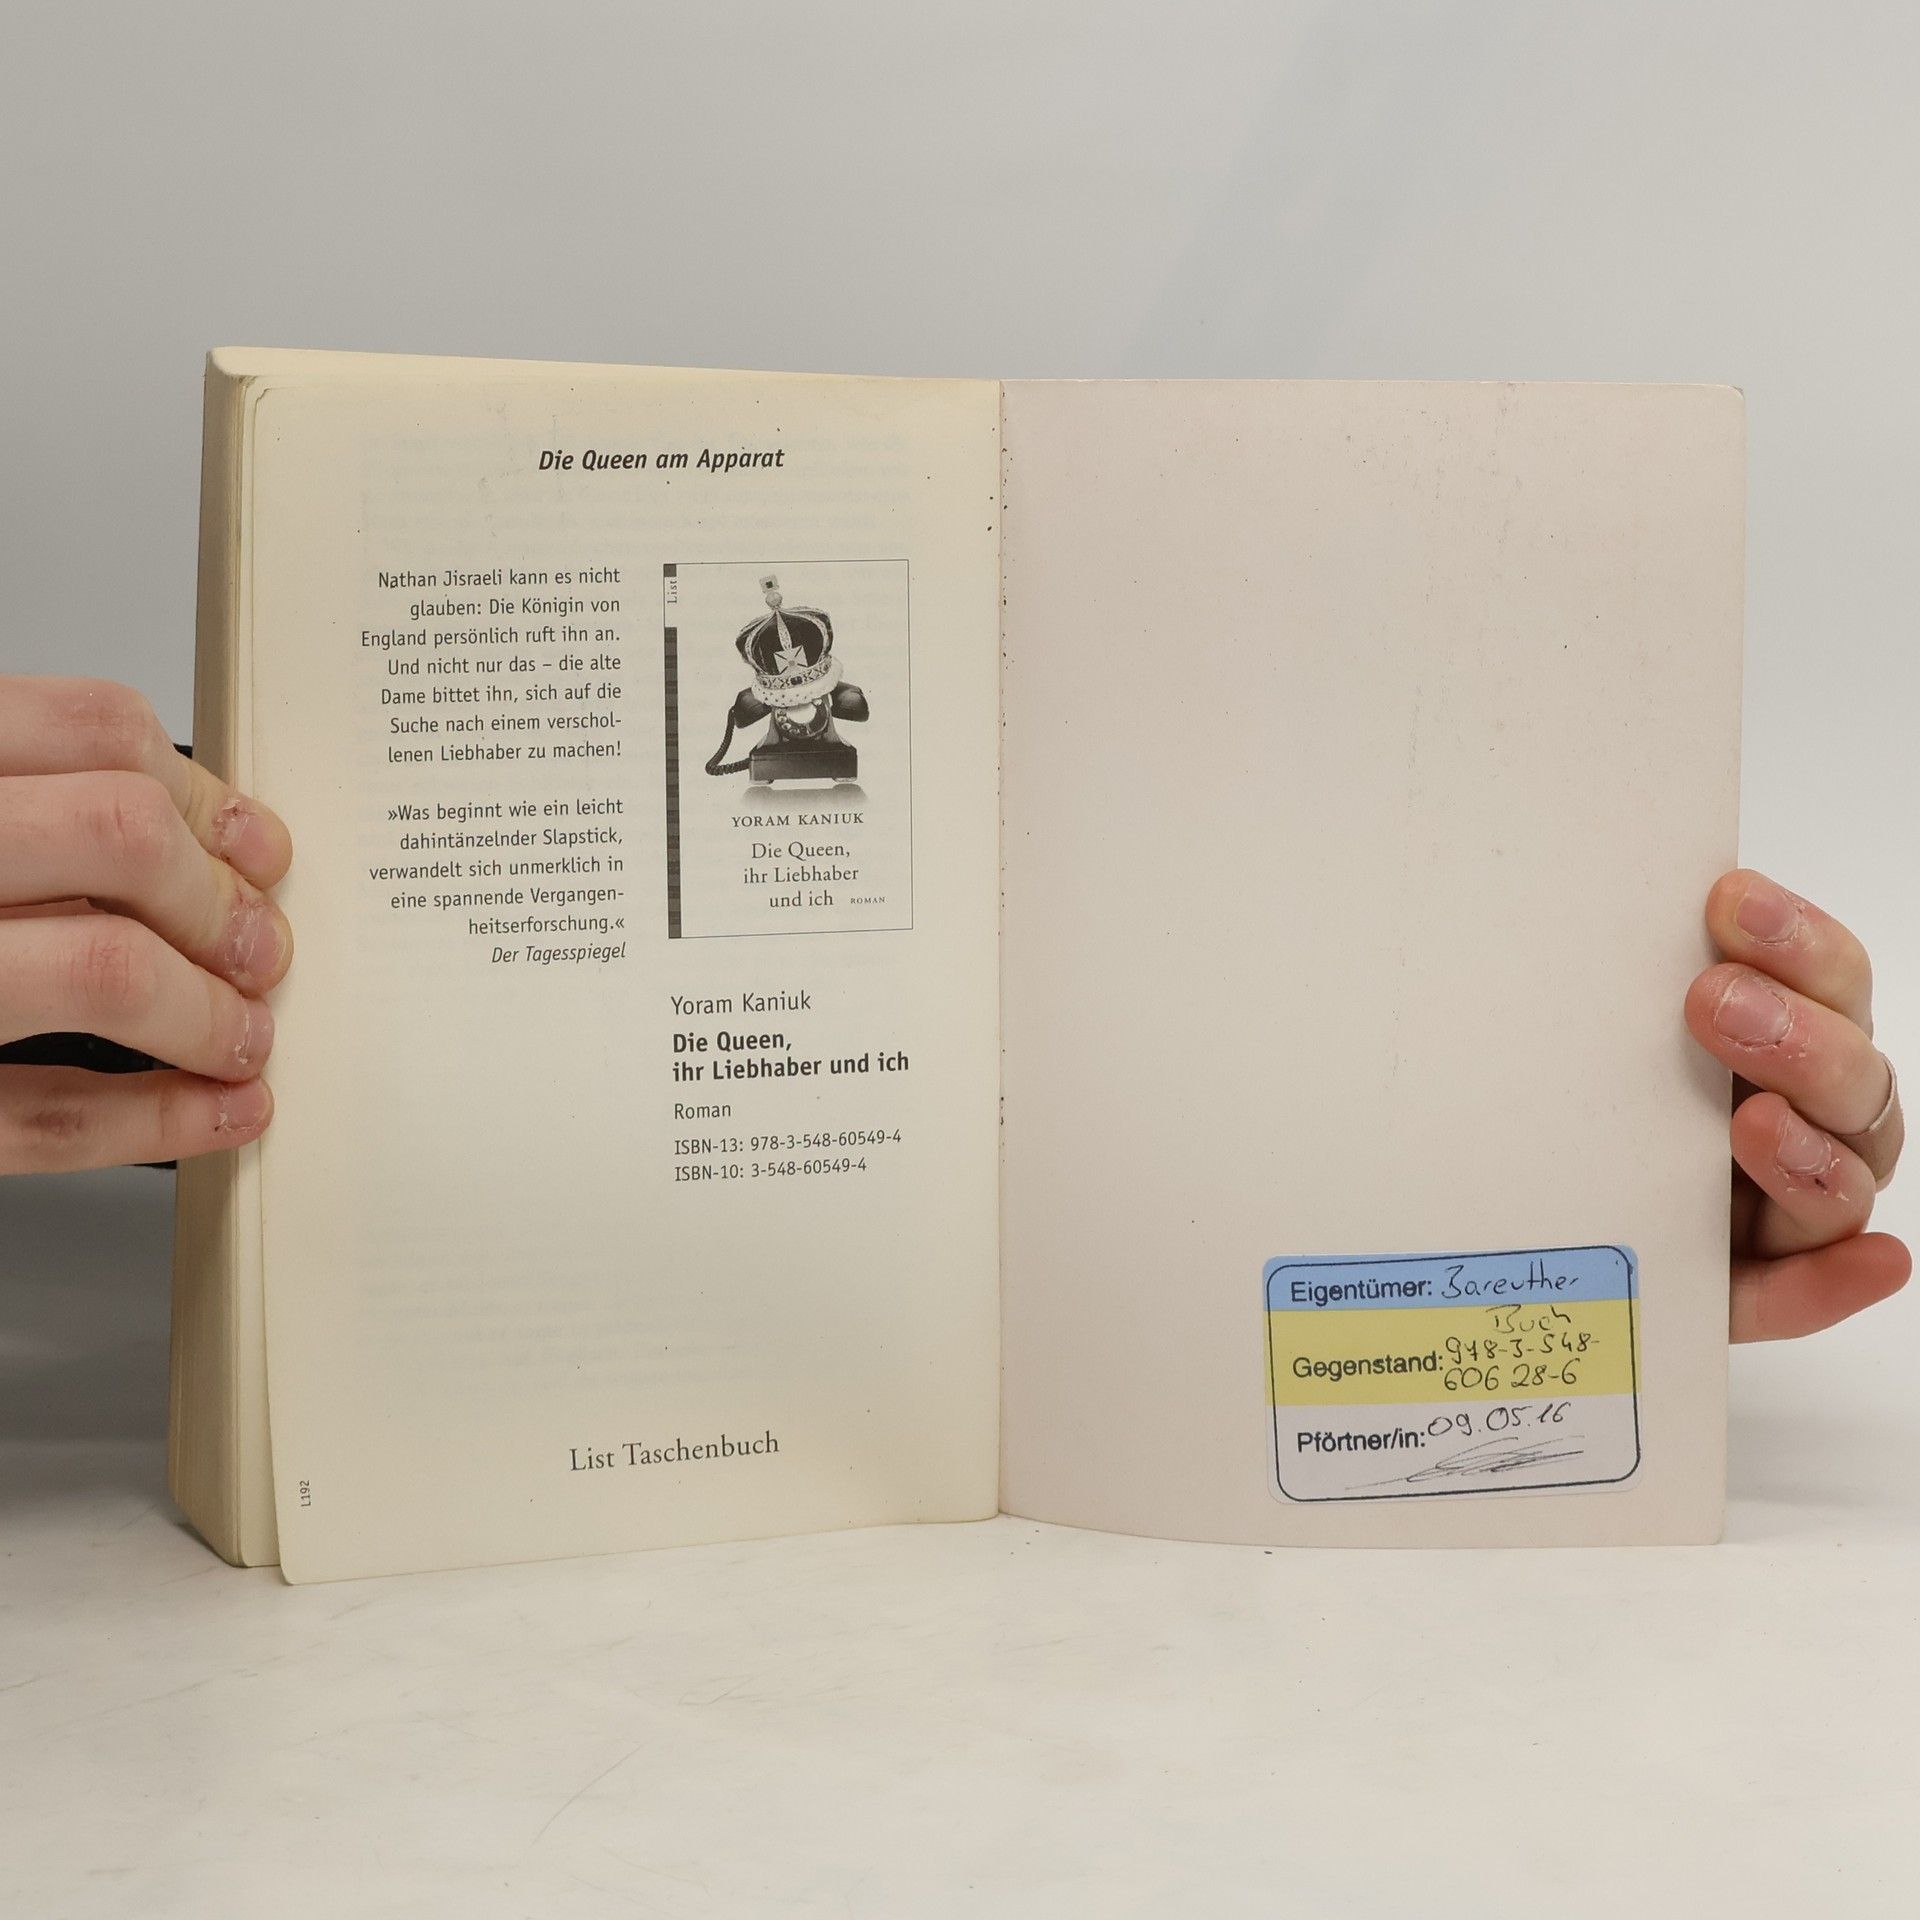 Die Queen am Apparat
Nathan Jisraeli kann es nicht
glauben: Die Königin von
England persönlich ruft ihn an.
Und nicht nur das – die alte
Dame bittet ihn, sich auf die
Suche nach einem verschol-
lenen Liebhaber zu machen!
»Was beginnt wie ein leicht
dahintänzelnder Slapstick,
verwandelt sich unmerklich in
eine spannende Vergangen-
heitserforschung.«
Der Tagesspiegel
List
YORAM KANIUK
Die Queen,
ihr Liebhaber
und ich ROMAN
Yoram Kaniuk
Die Queen,
ihr Liebhaber und ich
Roman
ISBN-13: 978-3-548-60549-4
ISBN-10: 3-548-60549-4
List Taschenbuch
L192
Eigentümer: Bareuther
Buch
Gegenstand: 978-3-548-
60628-6
Pförtner/in: 09.05.16